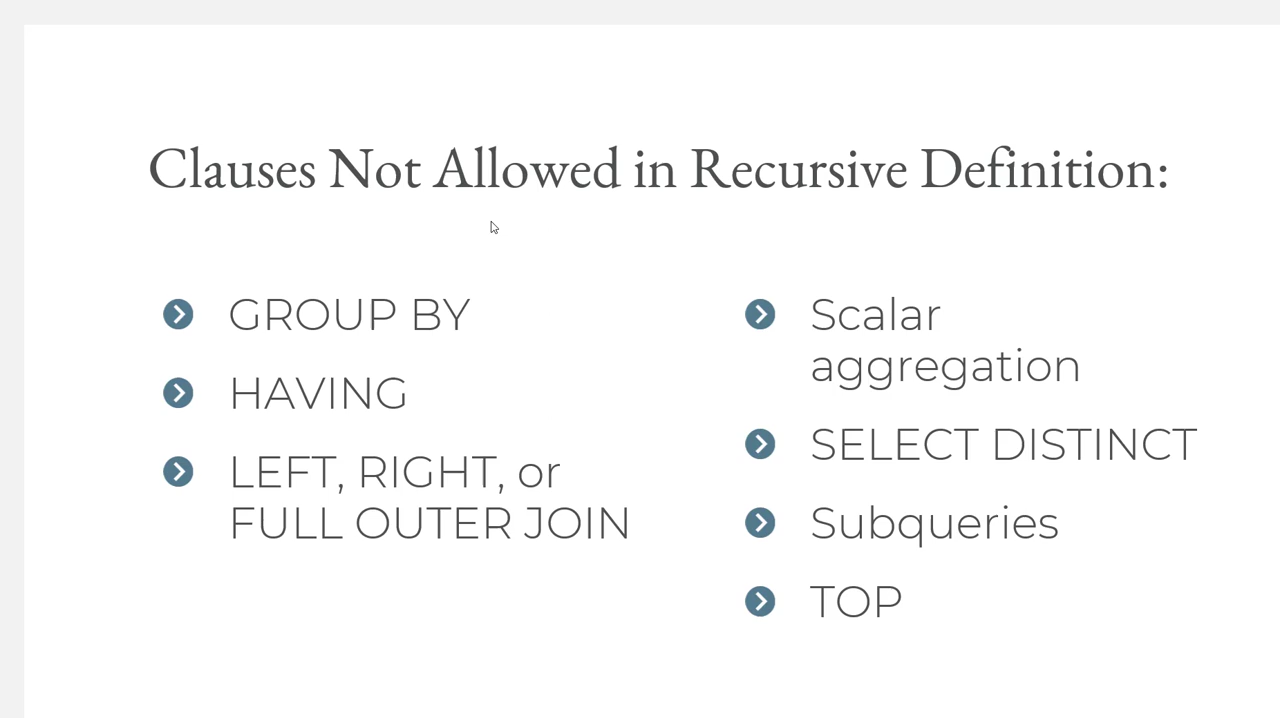 Clauses Not Allowed in Recursive Definition:
GROUP BY
HAVING
LEFT, RIGHT, or
FULL OUTER JOIN
Scalar
aggregation
SELECT DISTINCT
Subqueries
TOP